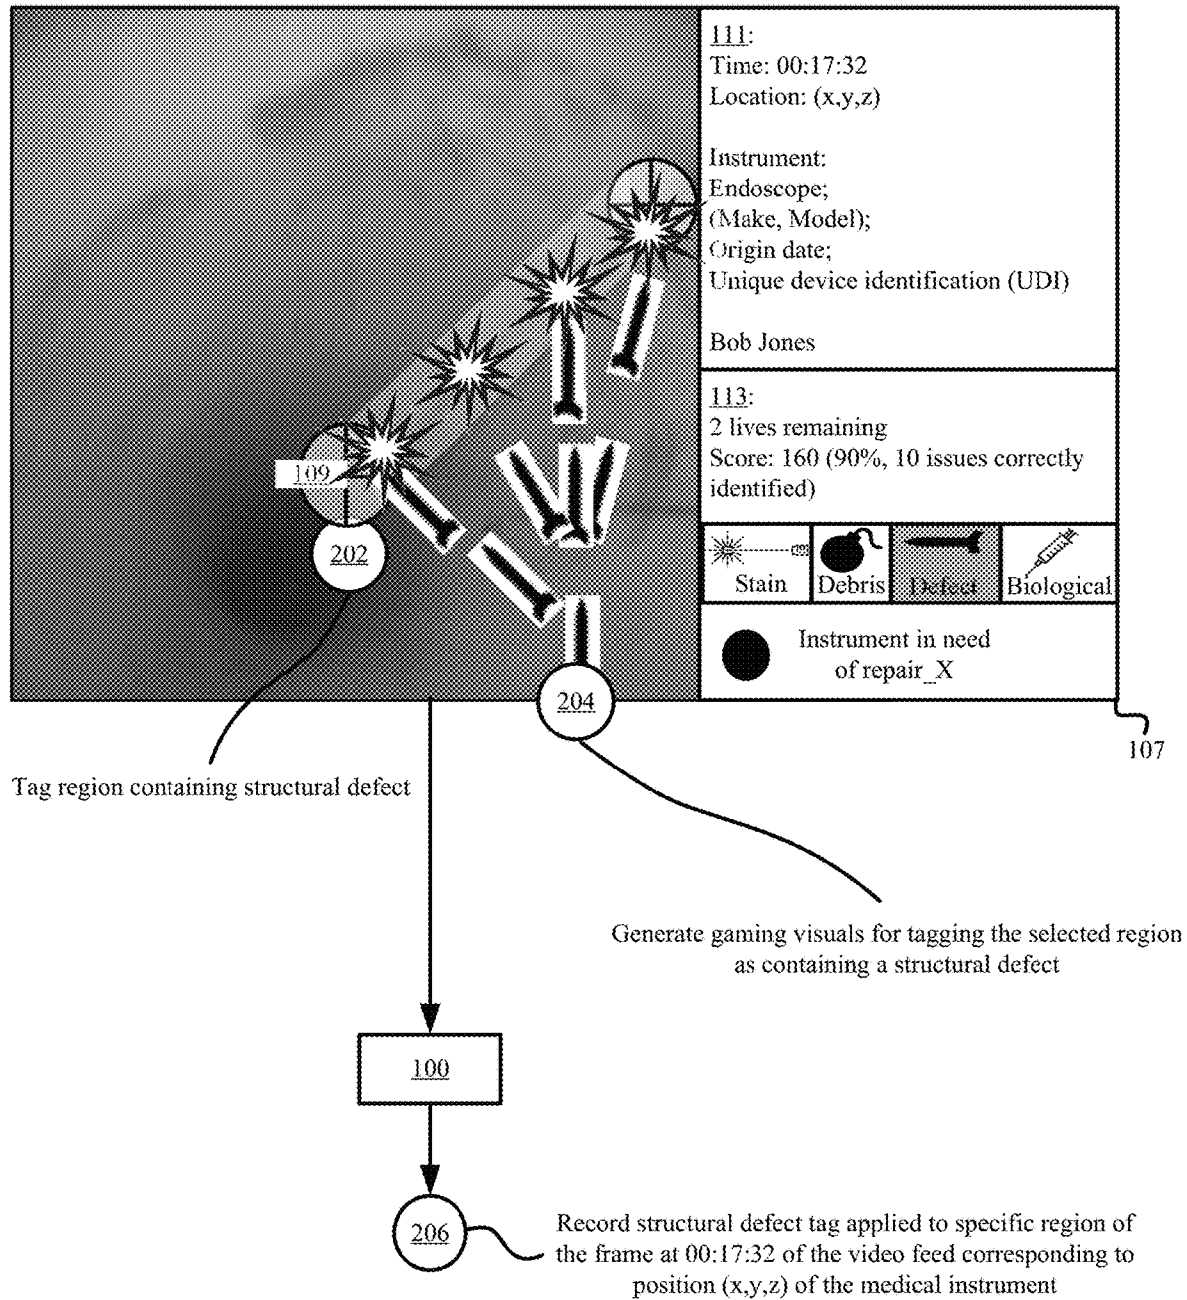 111:
Time: 00:17:32
Location: (x,y,z)
Instrument:
Endoscope;
(Make, Model);
Origin date;
Unique device identification (UDI)
Bob Jones
113:
2 lives remaining
Score: 160 (90%, 10 issues correctly
identified)
Stain Debris Defect Biological
Instrument in need
of repair_X
109
202
204
107
Tag region containing structural defect
Generate gaming visuals for tagging the selected region
as containing a structural defect
100
206
Record structural defect tag applied to specific region of
the frame at 00:17:32 of the video feed corresponding to
position (x,y,z) of the medical instrument